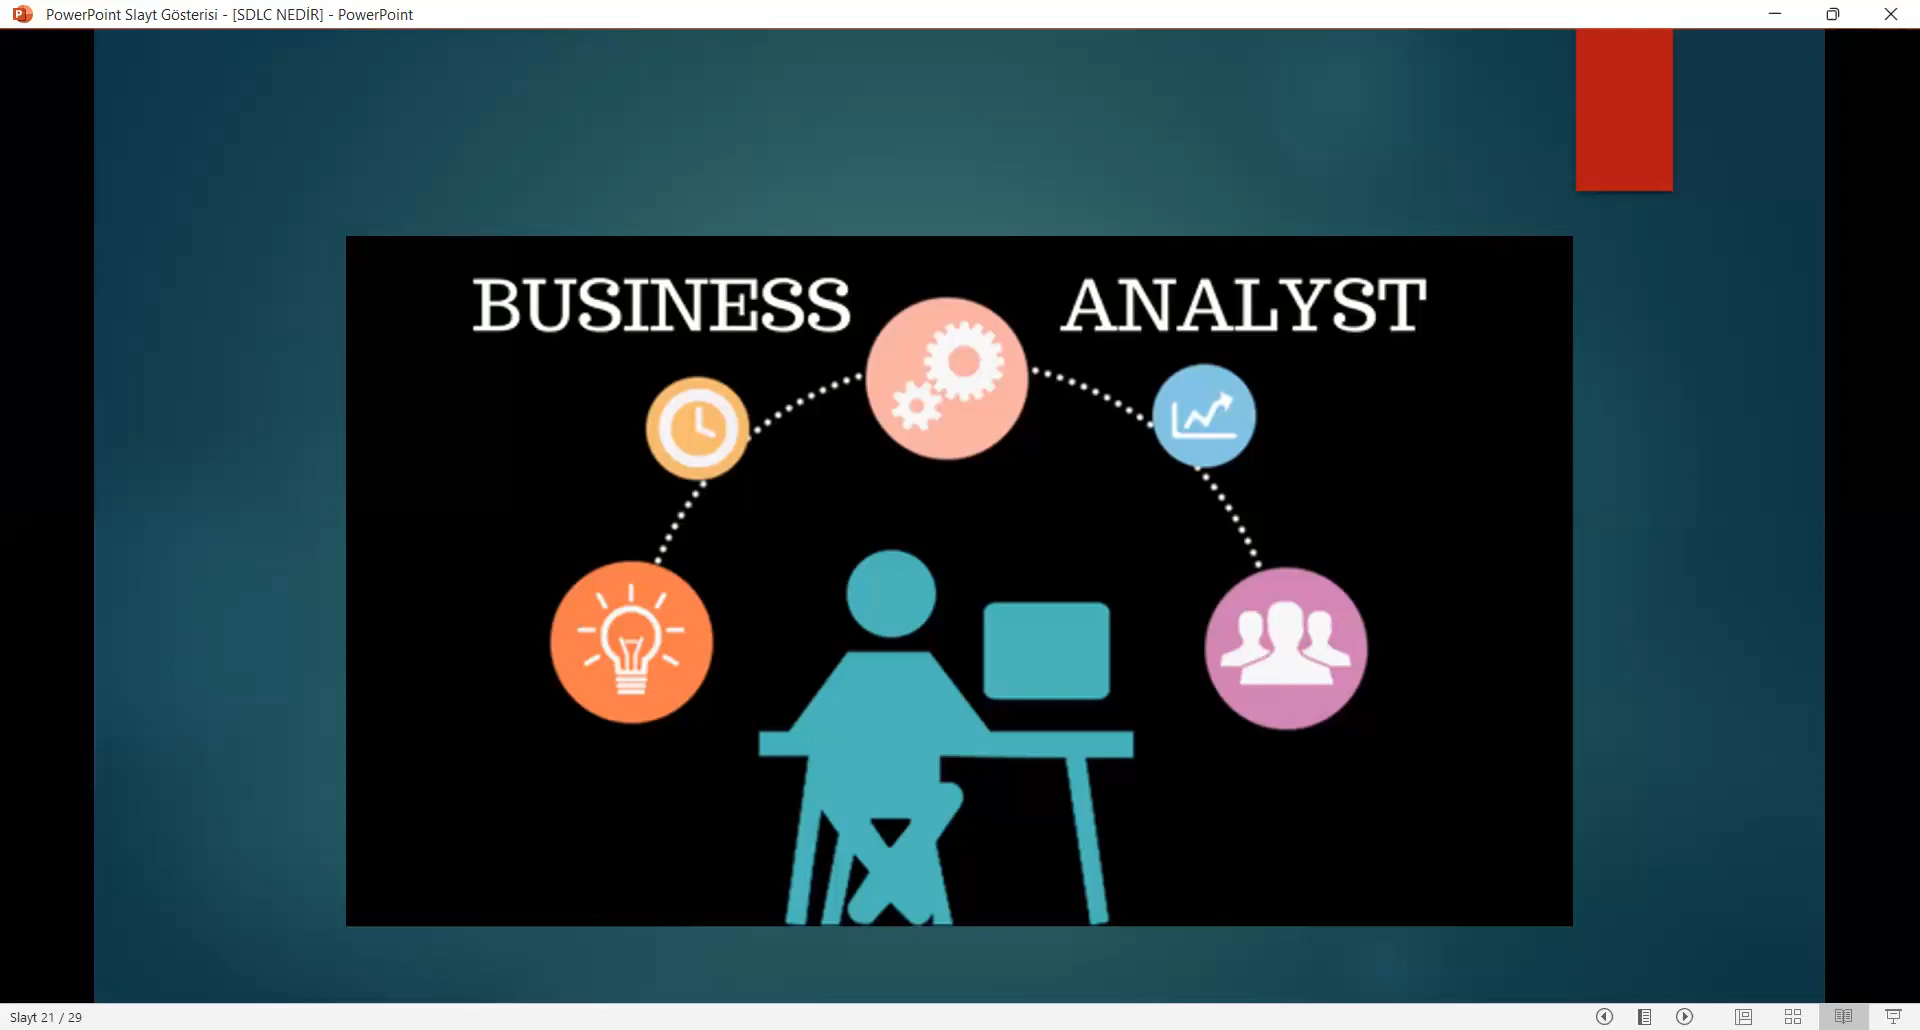 PowerPoint Slayt Gösterisi - [SDLC NEDİR] - PowerPoint
BUSINESS ANALYST
Slayt 21 / 29